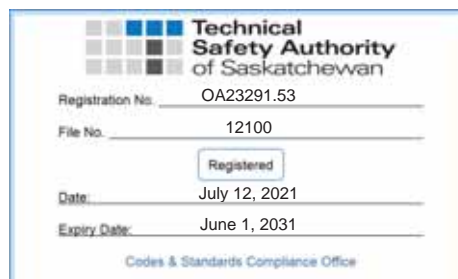 Technical
Safety Authority
of Saskatchewan
Registration No. OA23291.53
File No. 12100
Registered
Date: July 12, 2021
Expiry Date: June 1, 2031
Codes & Standards Compliance Office